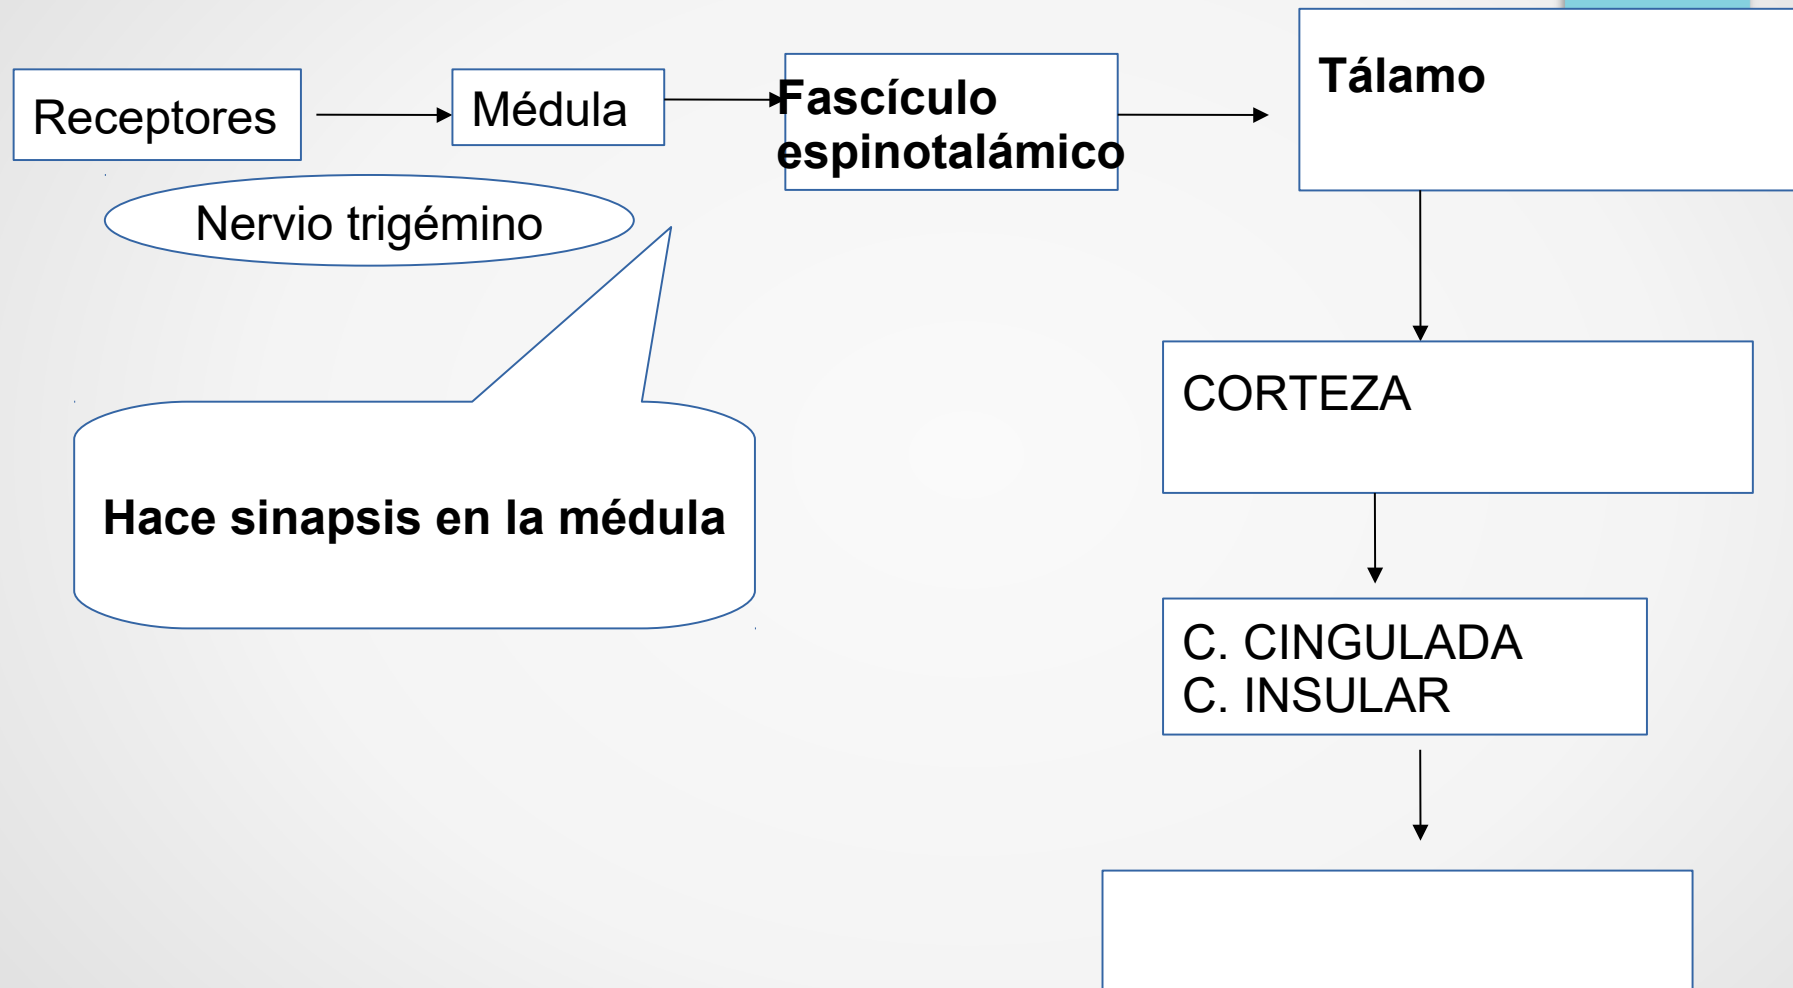 Receptores
Médula
Fascículo
espinotalámico
Tálamo
Nervio trigémino
Hace sinapsis en la médula
CORTEZA
C. CINGULADA
C. INSULAR